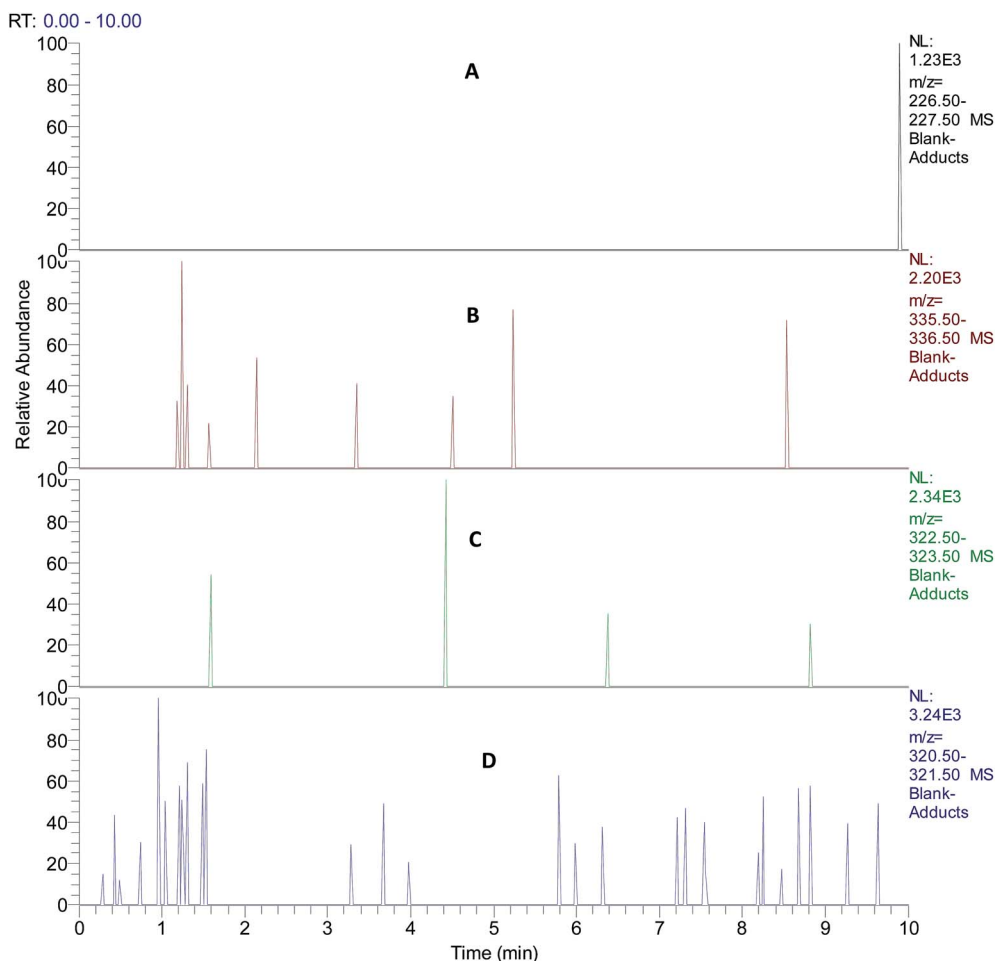 RT: 0.00 - 10.00
100
80
60
40
20
0
A
NL:
1.23E3
m/z=
226.50-
227.50 MS
Blank-
Adducts
Relative Abundance
100
80
60
40
20
0
B
NL:
2.20E3
m/z=
335.50-
336.50 MS
Blank-
Adducts
100
80
60
40
20
0
C
NL:
2.34E3
m/z=
322.50-
323.50 MS
Blank-
Adducts
100
80
60
40
20
0
D
NL:
3.24E3
m/z=
320.50-
321.50 MS
Blank-
Adducts
0 1 2 3 4 5 6 7 8 9 10
Time (min)